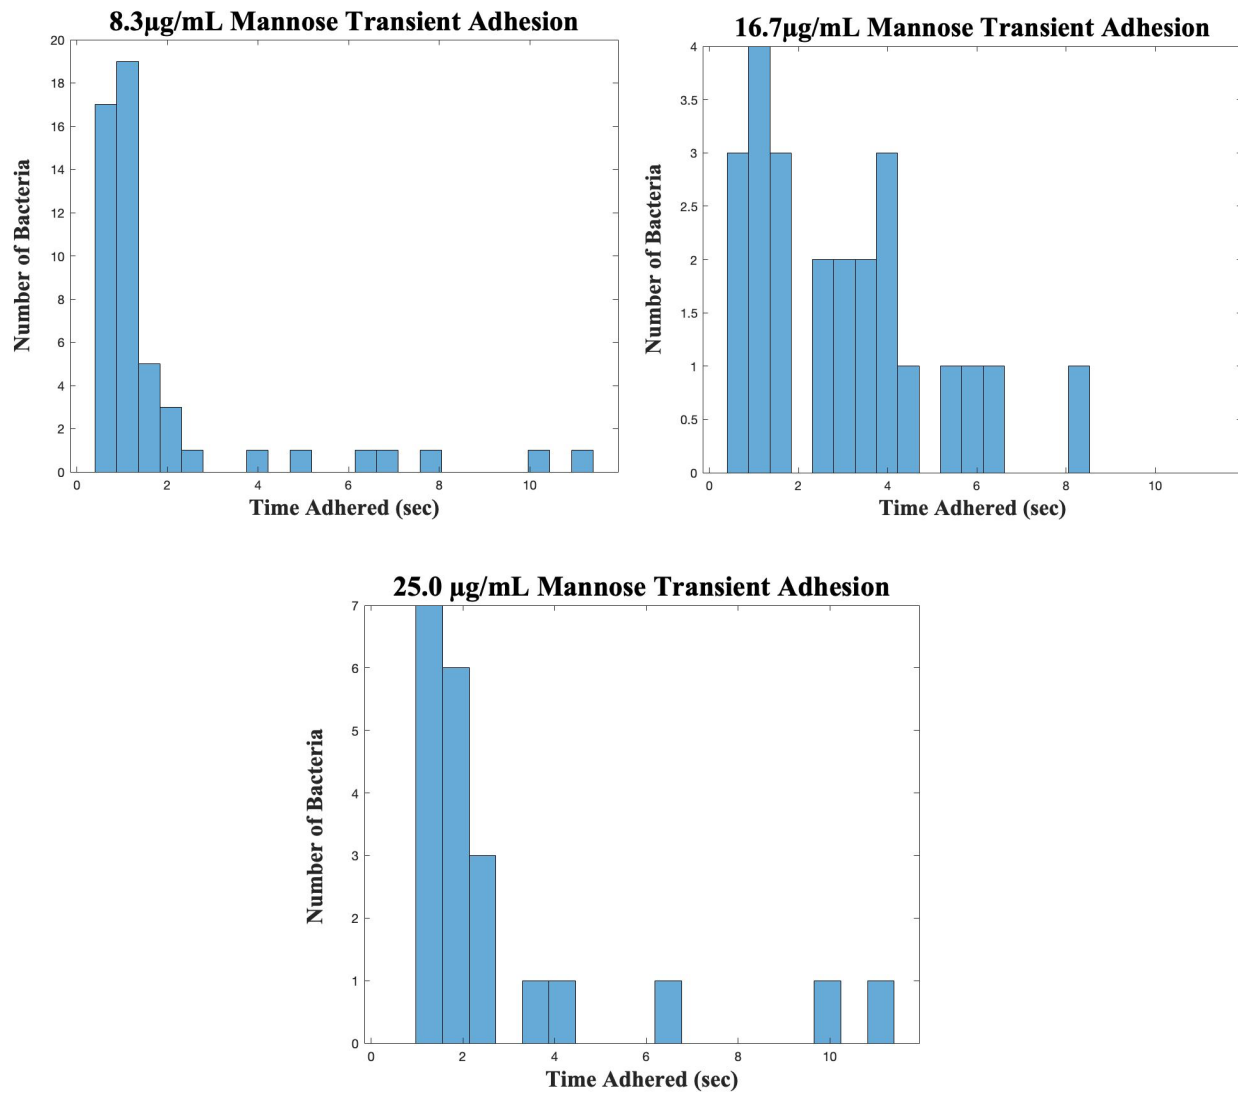 8.3µg/mL Mannose Transient Adhesion
20
18
16
14
12
10
8
6
4
2
0
Number of Bacteria
0 2 4 6 8 10
Time Adhered (sec)
16.7µg/mL Mannose Transient Adhesion
4
3.5
3
2.5
2
1.5
1
0.5
0
Number of Bacteria
0 2 4 6 8 10
Time Adhered (sec)
25.0 µg/mL Mannose Transient Adhesion
7
6
5
4
3
2
1
0
Number of Bacteria
0 2 4 6 8 10
Time Adhered (sec)